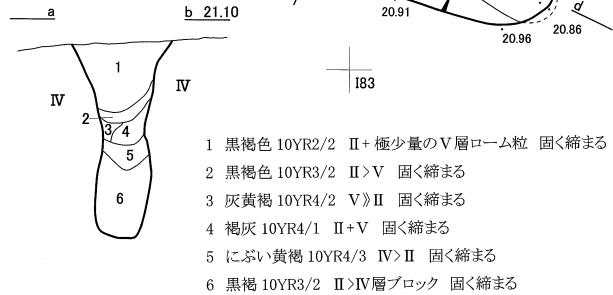 a b 21.10
20.91
20.96
20.86
d
I83
Ⅳ Ⅳ
1
2
3 4
5
6
1 黒褐色 10YR2/2 Ⅱ+極少量のⅤ層ローム粒 固く締まる
2 黒褐色 10YR3/2 Ⅱ>Ⅴ 固く締まる
3 灰黄褐 10YR4/2 Ⅴ》Ⅱ 固く締まる
4 褐灰 10YR4/1 Ⅱ+Ⅴ 固く締まる
5 にぶい黄褐 10YR4/3 Ⅳ>Ⅱ 固く締まる
6 黒褐 10YR3/2 Ⅱ>Ⅳ層ブロック 固く締まる